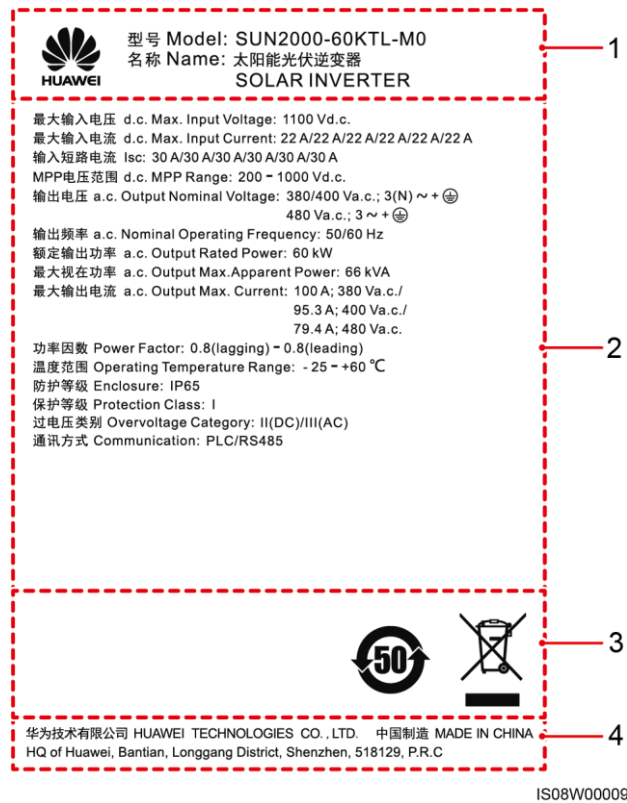 HUAWEI
型号 Model: SUN2000-60KTL-M0
名称 Name: 太阳能光伏逆变器
SOLAR INVERTER
1
最大输入电压 d.c. Max. Input Voltage: 1100 Vd.c.
最大输入电流 d.c. Max. Input Current: 22 A/22 A/22 A/22 A/22 A/22 A
输入短路电流 Isc: 30 A/30 A/30 A/30 A/30 A/30 A
MPP电压范围 d.c. MPP Range: 200 - 1000 Vd.c.
输出电压 a.c. Output Nominal Voltage: 380/400 Va.c.; 3(N) ~ + ⏚
480 Va.c.; 3 ~ + ⏚
输出频率 a.c. Nominal Operating Frequency: 50/60 Hz
额定输出功率 a.c. Output Rated Power: 60 kW
最大视在功率 a.c. Output Max.Apparent Power: 66 kVA
最大输出电流 a.c. Output Max. Current: 100 A; 380 Va.c./
95.3 A; 400 Va.c./
79.4 A; 480 Va.c.
功率因数 Power Factor: 0.8(lagging) - 0.8(leading)
温度范围 Operating Temperature Range: - 25 - +60 ℃
防护等级 Enclosure: IP65
保护等级 Protection Class: I
过电压类别 Overvoltage Category: II(DC)/III(AC)
通讯方式 Communication: PLC/RS485
2
50
3
华为技术有限公司 HUAWEI TECHNOLOGIES CO., LTD. 中国制造 MADE IN CHINA
HQ of Huawei, Bantian, Longgang District, Shenzhen, 518129, P.R.C
4
IS08W00009